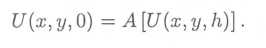 U(x, y, 0) = A [U(x, y, h)] .